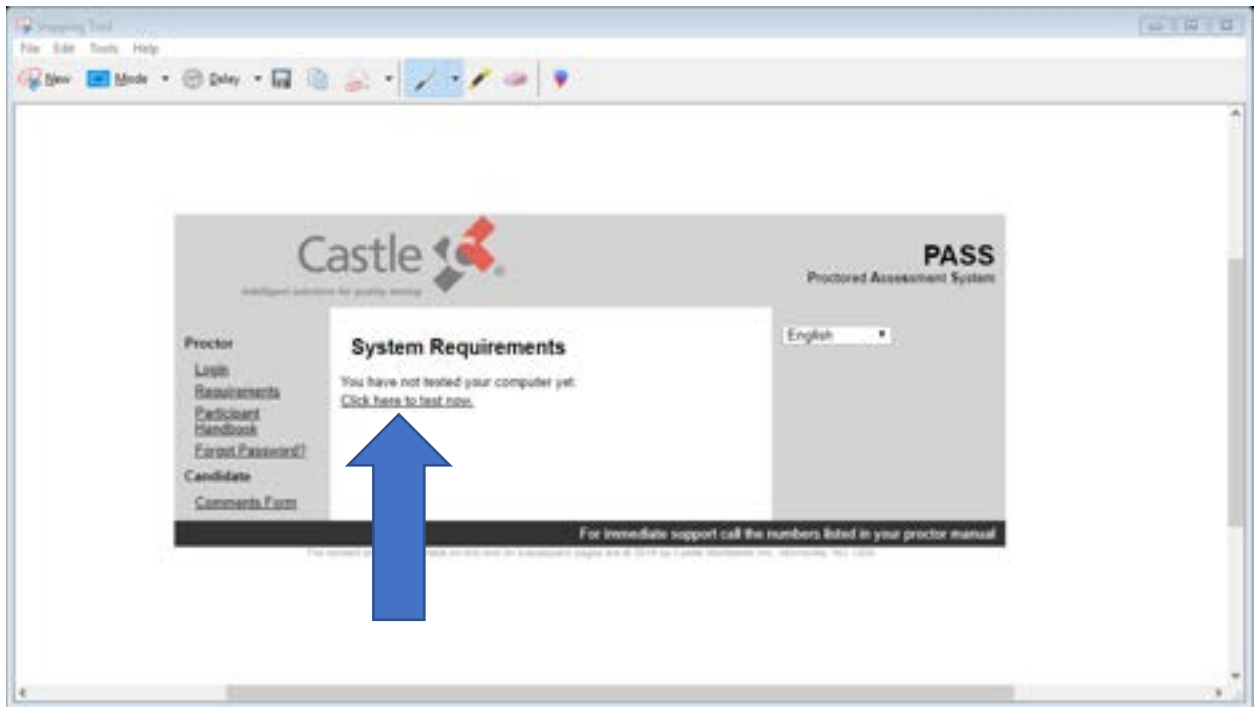 Snipping Tool
File Edit Tools Help
New Mode Delay
Castle
PASS
Proctored Assessment System
English
Proctor
Login
Requirements
Participant
Handbook
Forgot Password?
Candidate
Comments Form
System Requirements
You have not tested your computer yet.
Click here to test now.
For immediate support call the numbers listed in your proctor manual